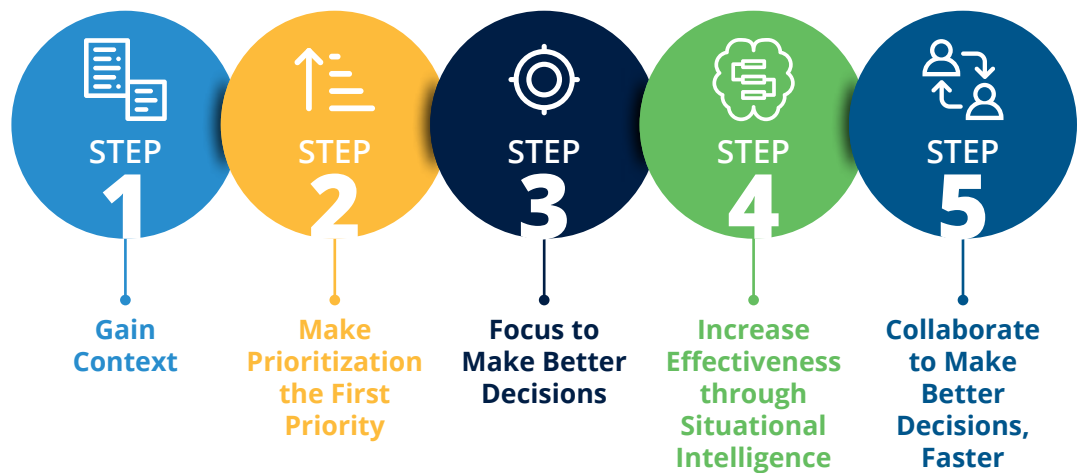 STEP
1
Gain
Context
STEP
2
Make
Prioritization
the First
Priority
STEP
3
Focus to
Make Better
Decisions
STEP
4
Increase
Effectiveness
through
Situational
Intelligence
STEP
5
Collaborate
to Make
Better
Decisions,
Faster